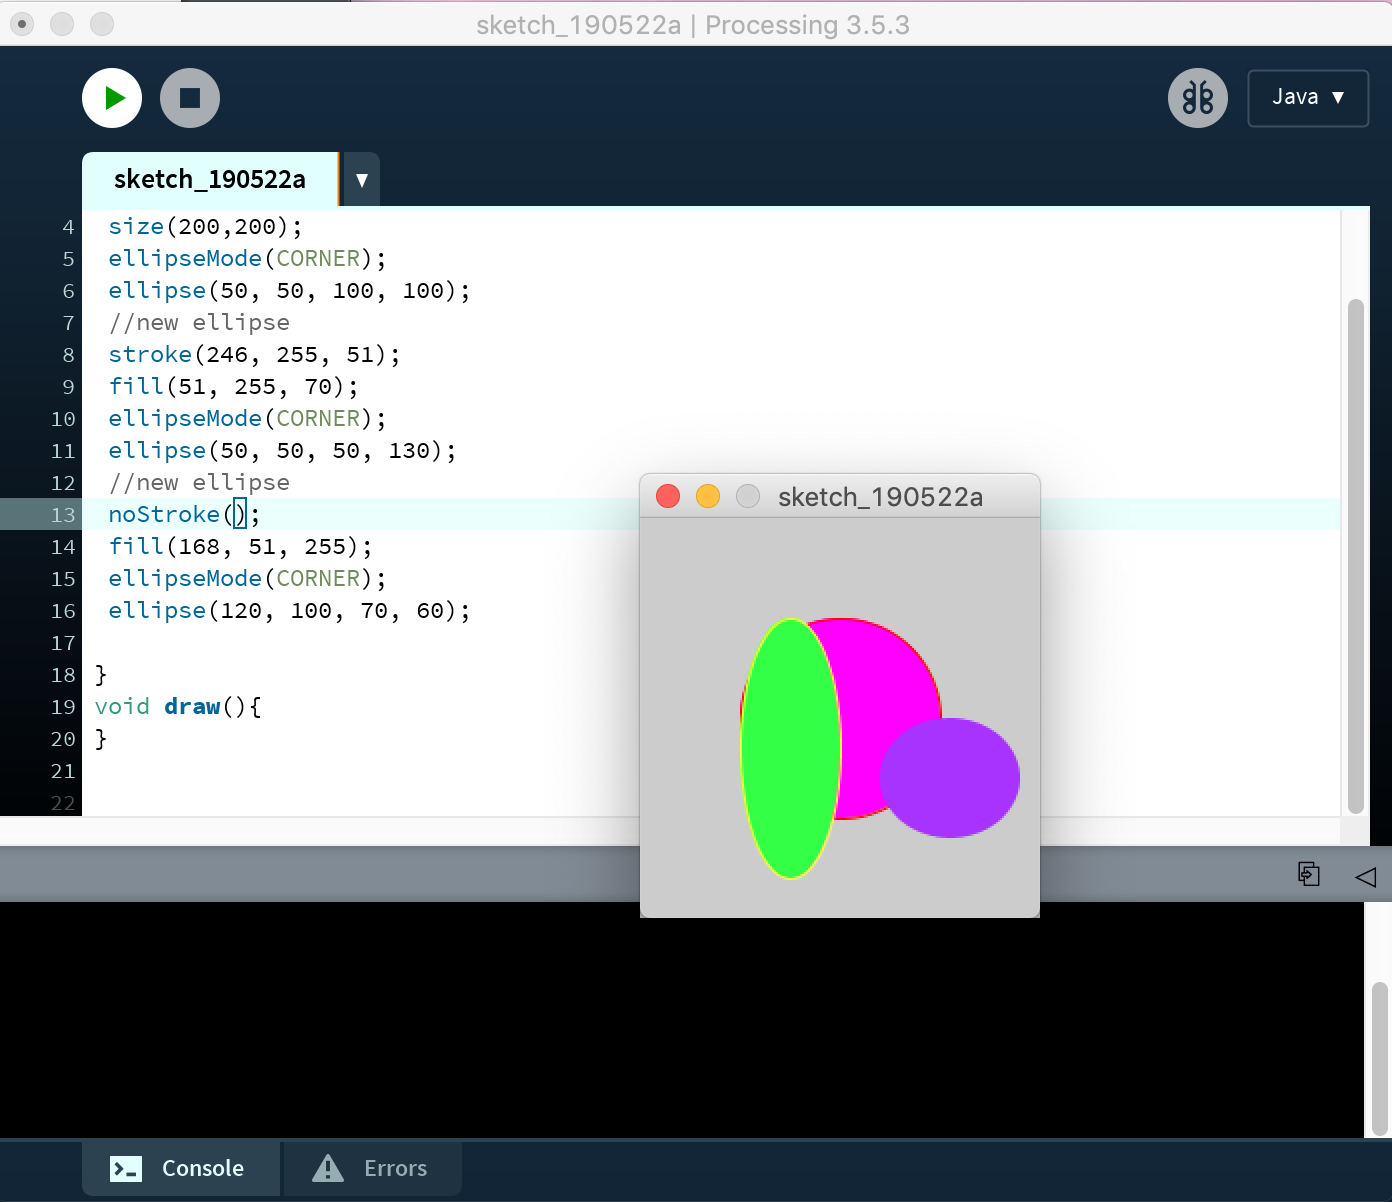 sketch_190522a | Processing 3.5.3
Java ▼
sketch_190522a ▼
4 size(200,200);
5 ellipseMode(CORNER);
6 ellipse(50, 50, 100, 100);
7 //new ellipse
8 stroke(246, 255, 51);
9 fill(51, 255, 70);
10 ellipseMode(CORNER);
11 ellipse(50, 50, 50, 130);
12 //new ellipse
13 noStroke();
14 fill(168, 51, 255);
15 ellipseMode(CORNER);
16 ellipse(120, 100, 70, 60);
17
18 }
19 void draw(){
20 }
21
22
sketch_190522a
Console
Errors